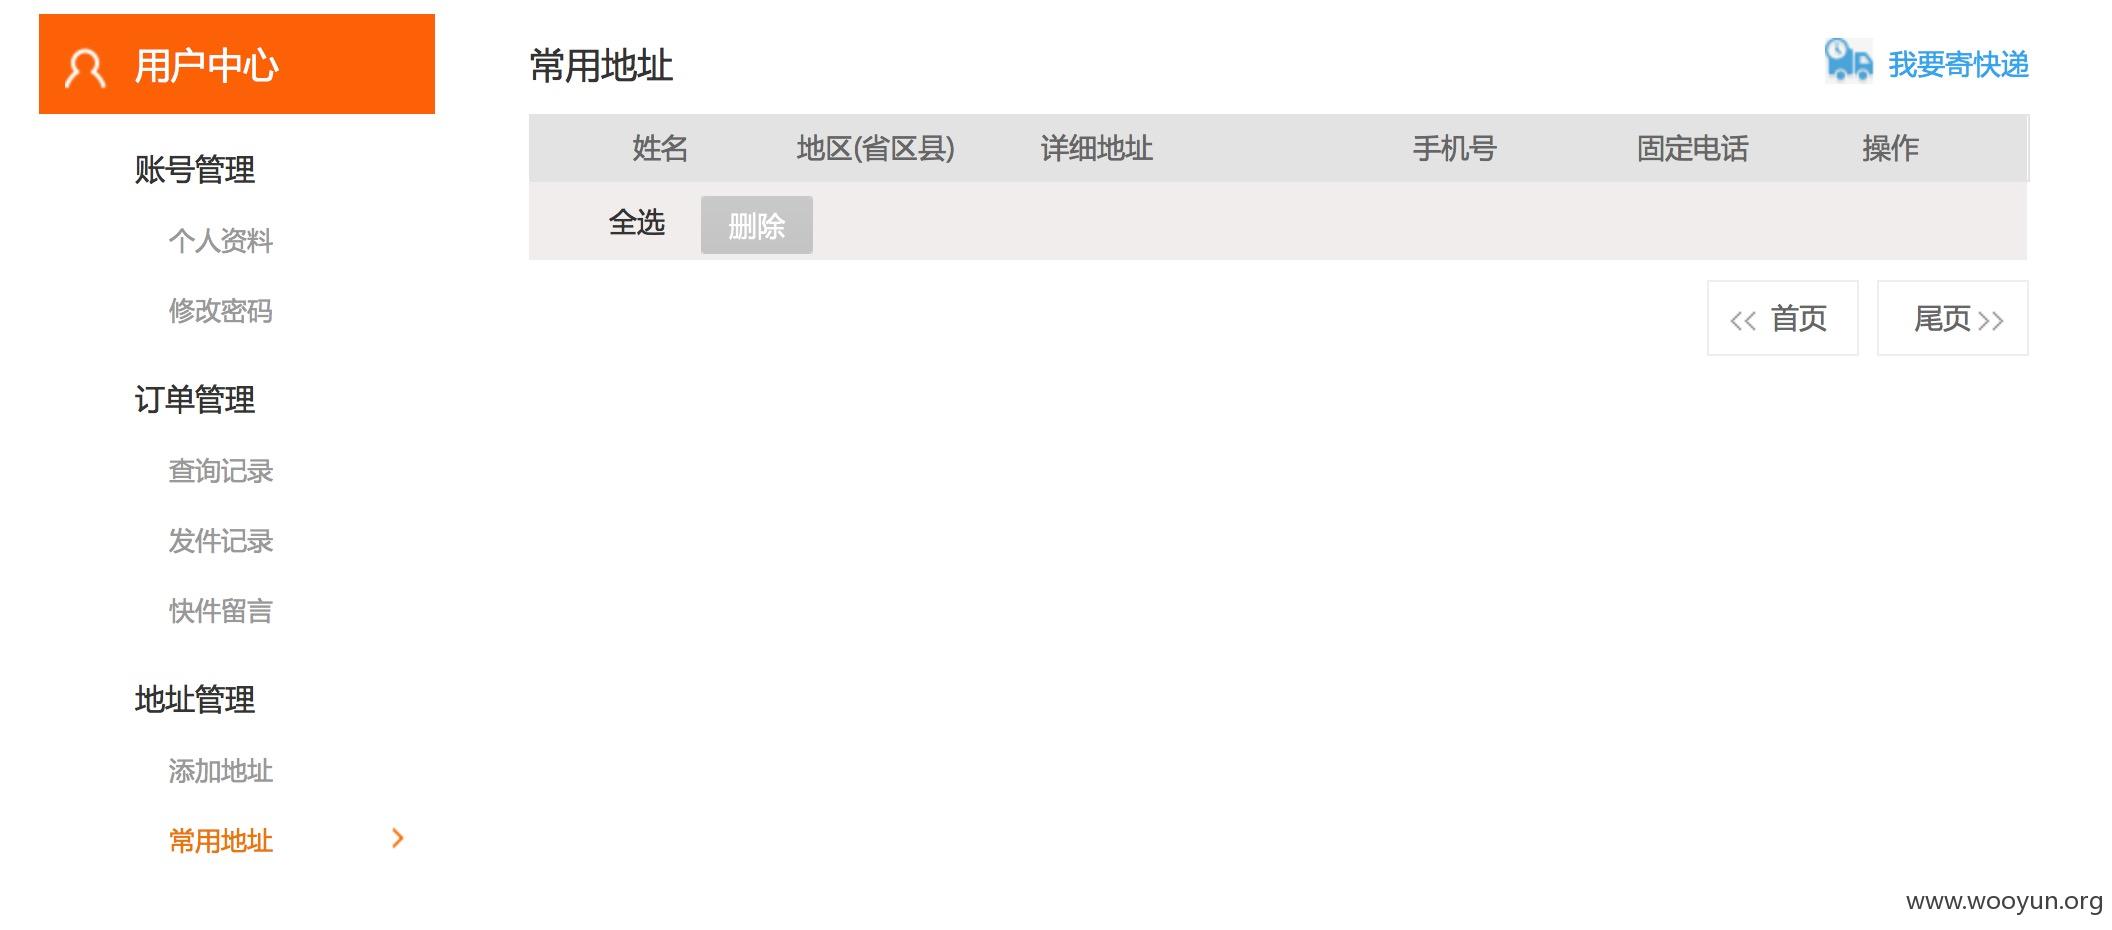 用户中心
账号管理
个人资料
修改密码
订单管理
查询记录
发件记录
快件留言
地址管理
添加地址
常用地址
常用地址
我要寄快递
姓名 地区(省区县) 详细地址 手机号 固定电话 操作
全选 删除
<< 首页 尾页 >>
www.wooyun.org